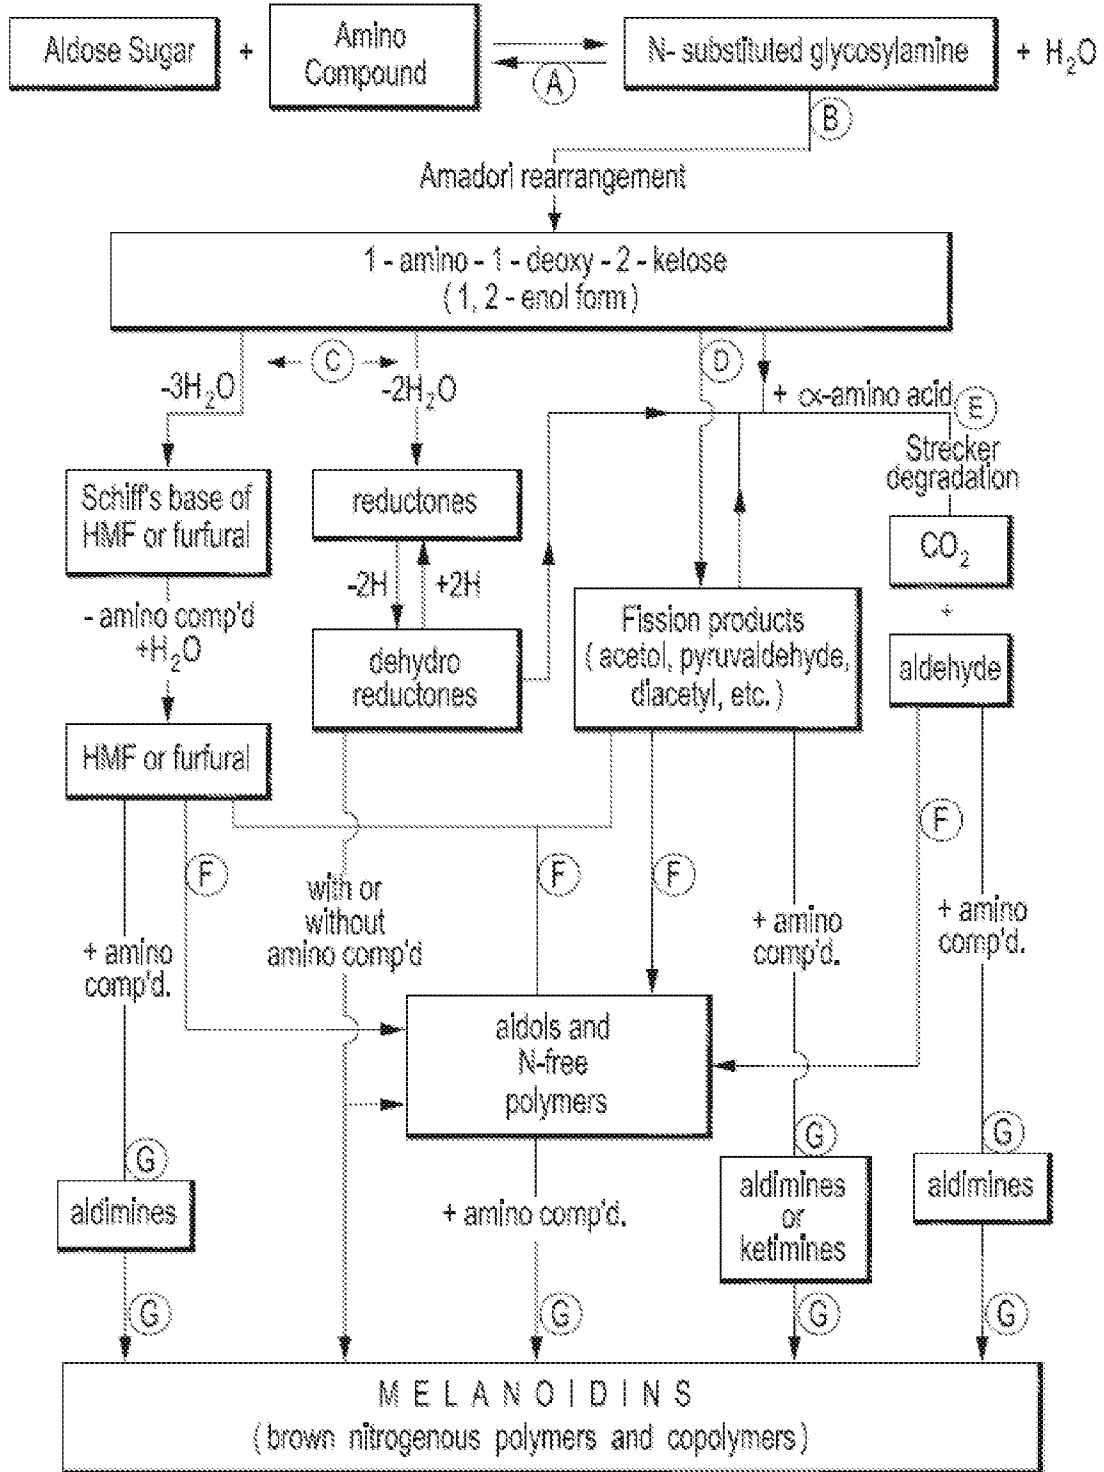 Aldose Sugar + Amino Compound N- substituted glycosylamine + H₂O
A
B
Amadori rearrangement
1 - amino - 1 - deoxy - 2 - ketose
( 1, 2 - enol form )
C
D
-3H₂O
-2H₂O
+ ∝-amino acid
E
Strecker
degradation
Schiff's base of
HMF or furfural
reductones
CO₂
-2H
+2H
+
- amino comp'd
+H₂O
dehydro
reductones
Fission products
( acetol, pyruvaldehyde,
diacetyl, etc. )
aldehyde
HMF or furfural
F
F
F
F
with or
without
amino comp'd
+ amino
comp'd.
+ amino
comp'd.
+ amino
comp'd.
aldols and
N-free
polymers
G
G
G
aldimines
+ amino comp'd.
aldimines
or
ketimines
aldimines
G
G
G
G
M E L A N O I D I N S
( brown nitrogenous polymers and copolymers )